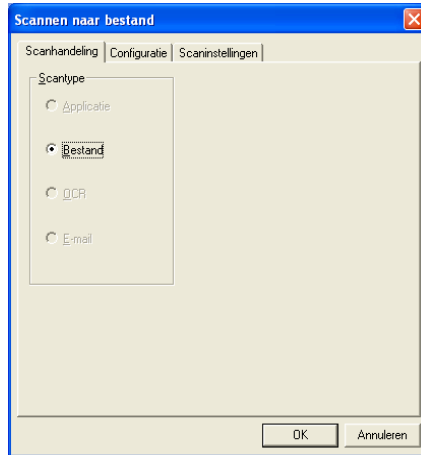 Scannen naar bestand
Scanhandeling Configuratie Scaninstellingen
Scantype
Applicatie
Bestand
OCR
E-mail
OK Annuleren